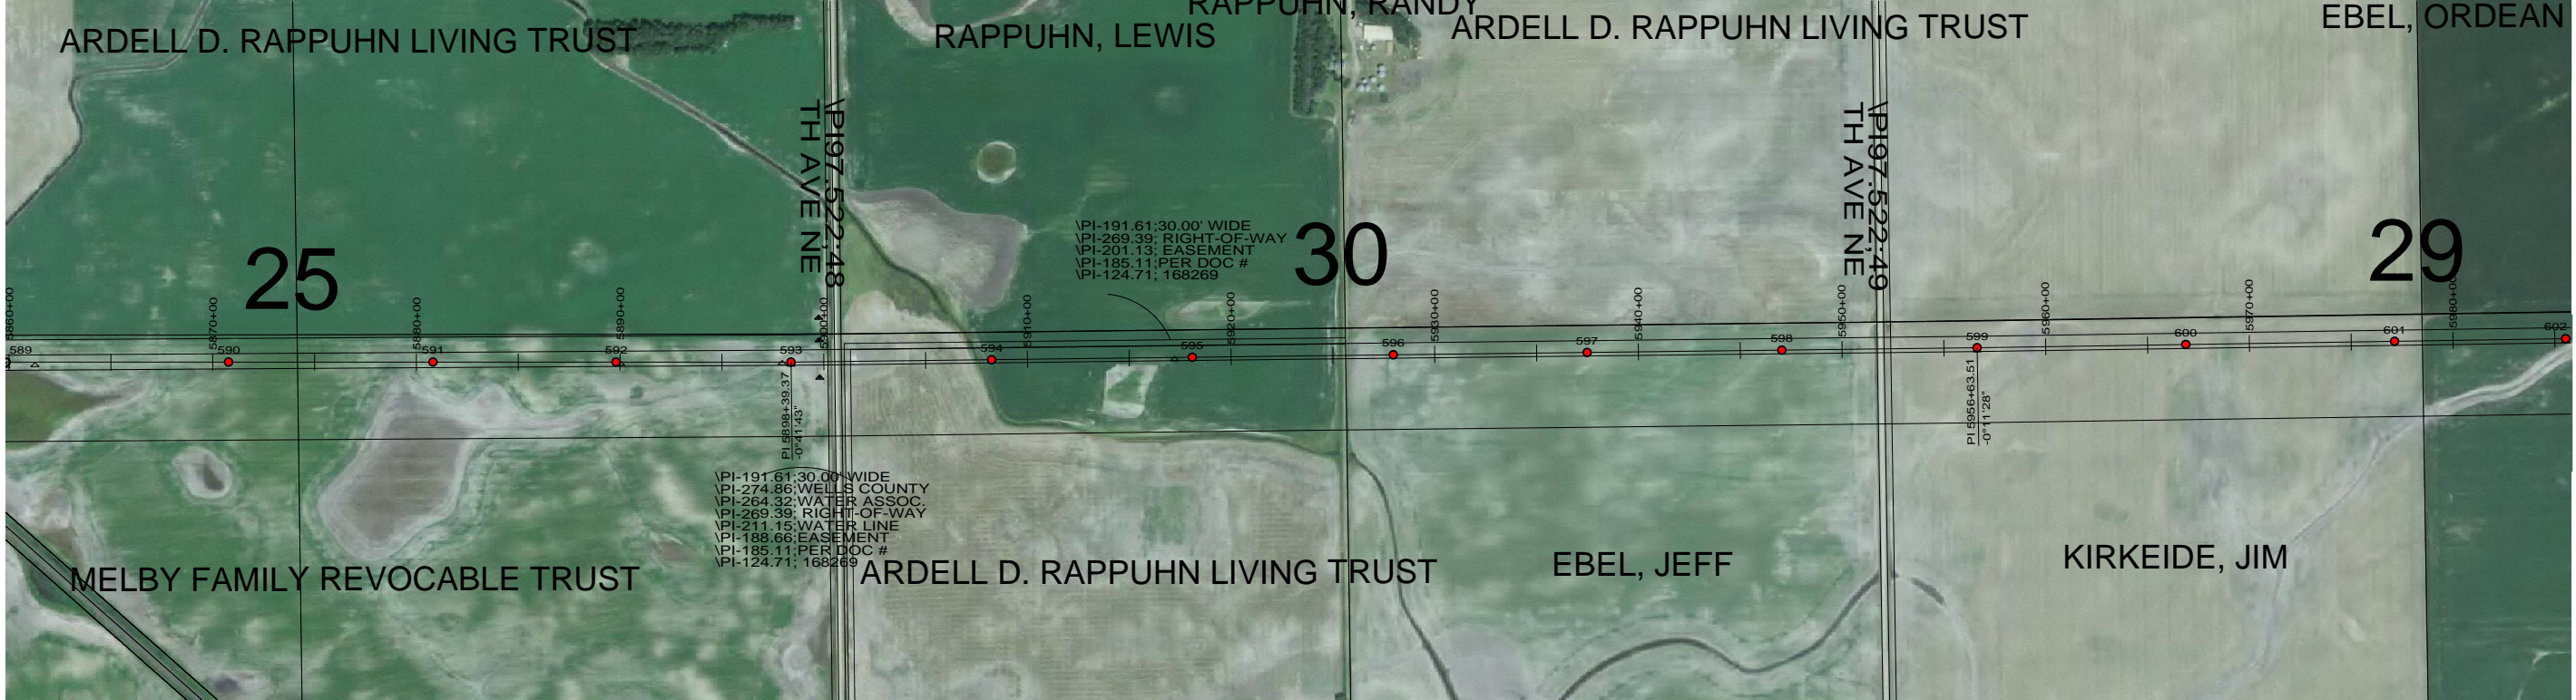 RAPPUHN, RANDY
ARDELL D. RAPPUHN LIVING TRUST
RAPPUHN, LEWIS
ARDELL D. RAPPUHN LIVING TRUST
EBEL, ORDEAN
\PI97.522;48
TH AVE NE
\PI97.522;49
TH AVE NE
25
30
29
\PI-191.61;30.00' WIDE
\PI-269.39; RIGHT-OF-WAY
\PI-201.13; EASEMENT
\PI-185.11;PER DOC #
\PI-124.71; 168269
5860+00
5870+00
5880+00
5890+00
5900+00
5910+00
5920+00
5930+00
5940+00
5950+00
5960+00
5970+00
5980+00
589
590
591
592
593
594
595
596
597
598
599
600
601
602
PI 5898+39.37
-0°41'43"
PI 5956+63.51
-0°11'28"
\PI-191.61;30.00' WIDE
\PI-274.86;WELLS COUNTY
\PI-264.32;WATER ASSOC.
\PI-269.39; RIGHT-OF-WAY
\PI-211.15;WATER LINE
\PI-188.66;EASEMENT
\PI-185.11;PER DOC #
\PI-124.71; 168269
MELBY FAMILY REVOCABLE TRUST
ARDELL D. RAPPUHN LIVING TRUST
EBEL, JEFF
KIRKEIDE, JIM